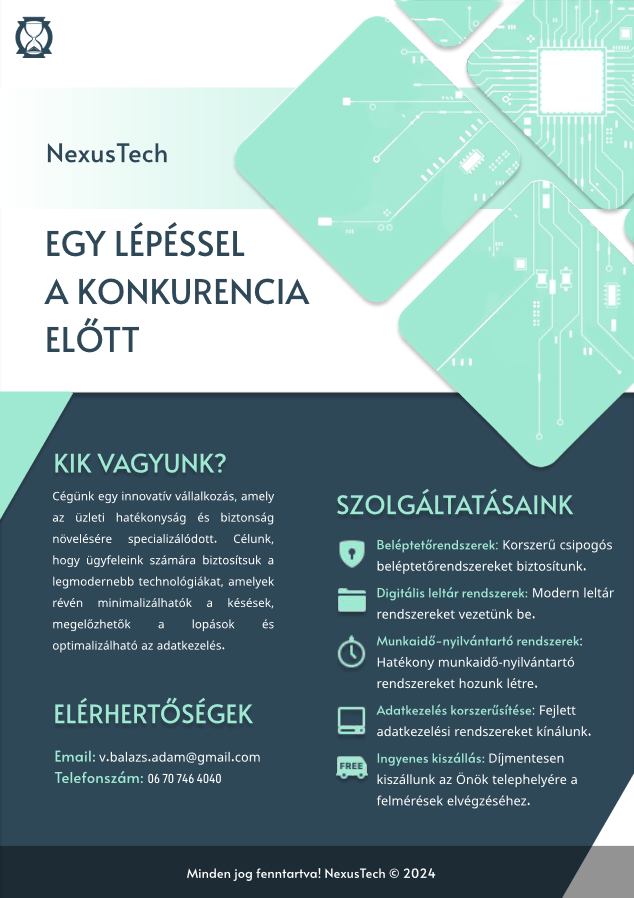 NexusTech
EGY LÉPÉSSEL
A KONKURENCIA
ELŐTT
KIK VAGYUNK?
Cégünk egy innovatív vállalkozás, amely
az üzleti hatékonyság és biztonság
növelésére specializálódott. Célunk,
hogy ügyfeleink számára biztosítsuk a
legmodernebb technológiákat, amelyek
révén minimalizálhatók a késések,
megelőzhetők a lopások és
optimalizálható az adatkezelés.
ELÉRHERTŐSÉGEK
Email: v.balazs.adam@gmail.com
Telefonszám: 06 70 746 4040
SZOLGÁLTATÁSAINK
Beléptetőrendszerek: Korszerű csipogós
beléptetőrendszereket biztosítunk.
Digitális leltár rendszerek: Modern leltár
rendszereket vezetünk be.
Munkaidő-nyilvántartó rendszerek:
Hatékony munkaidő-nyilvántartó
rendszereket hozunk létre.
Adatkezelés korszerűsítése: Fejlett
adatkezelési rendszereket kínálunk.
FREE
Ingyenes kiszállás: Díjmentesen
kiszállunk az Önök telephelyére a
felmérések elvégzéséhez.
Minden jog fenntartva! NexusTech © 2024